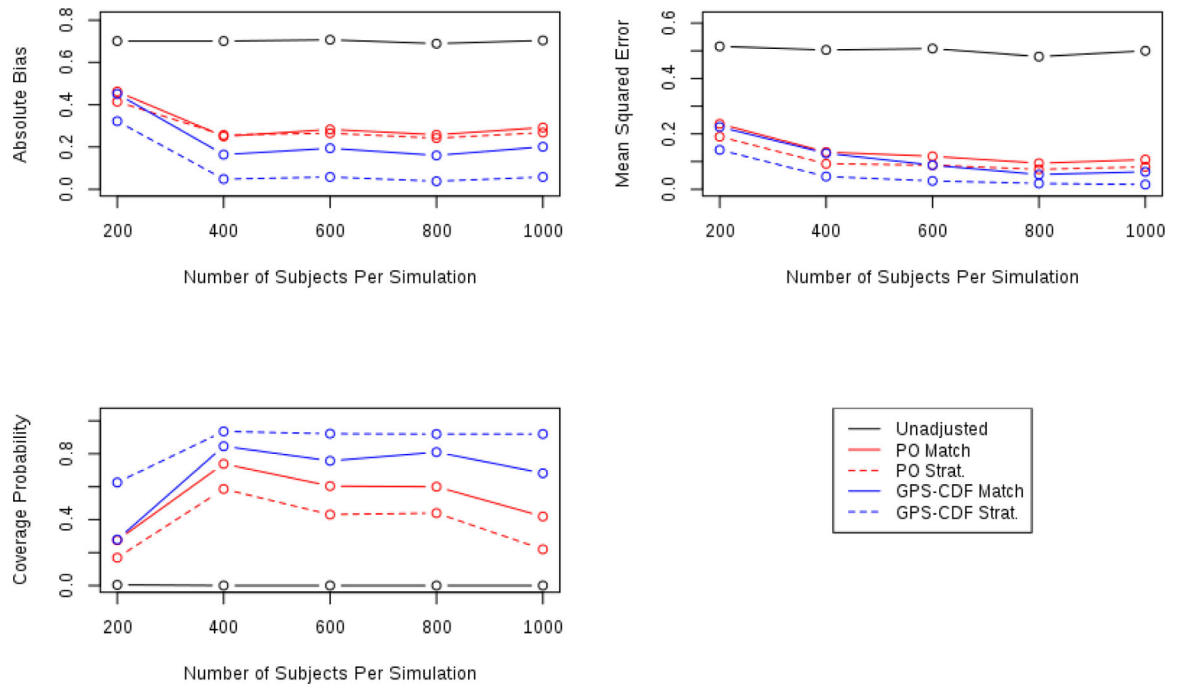 Absolute Bias
0.8
0.6
0.4
0.2
0.0
200 400 600 800 1000
Number of Subjects Per Simulation
Mean Squared Error
0.6
0.4
0.2
0.0
200 400 600 800 1000
Number of Subjects Per Simulation
Coverage Probability
0.8
0.4
0.0
200 400 600 800 1000
Number of Subjects Per Simulation
Unadjusted
PO Match
PO Strat.
GPS-CDF Match
GPS-CDF Strat.